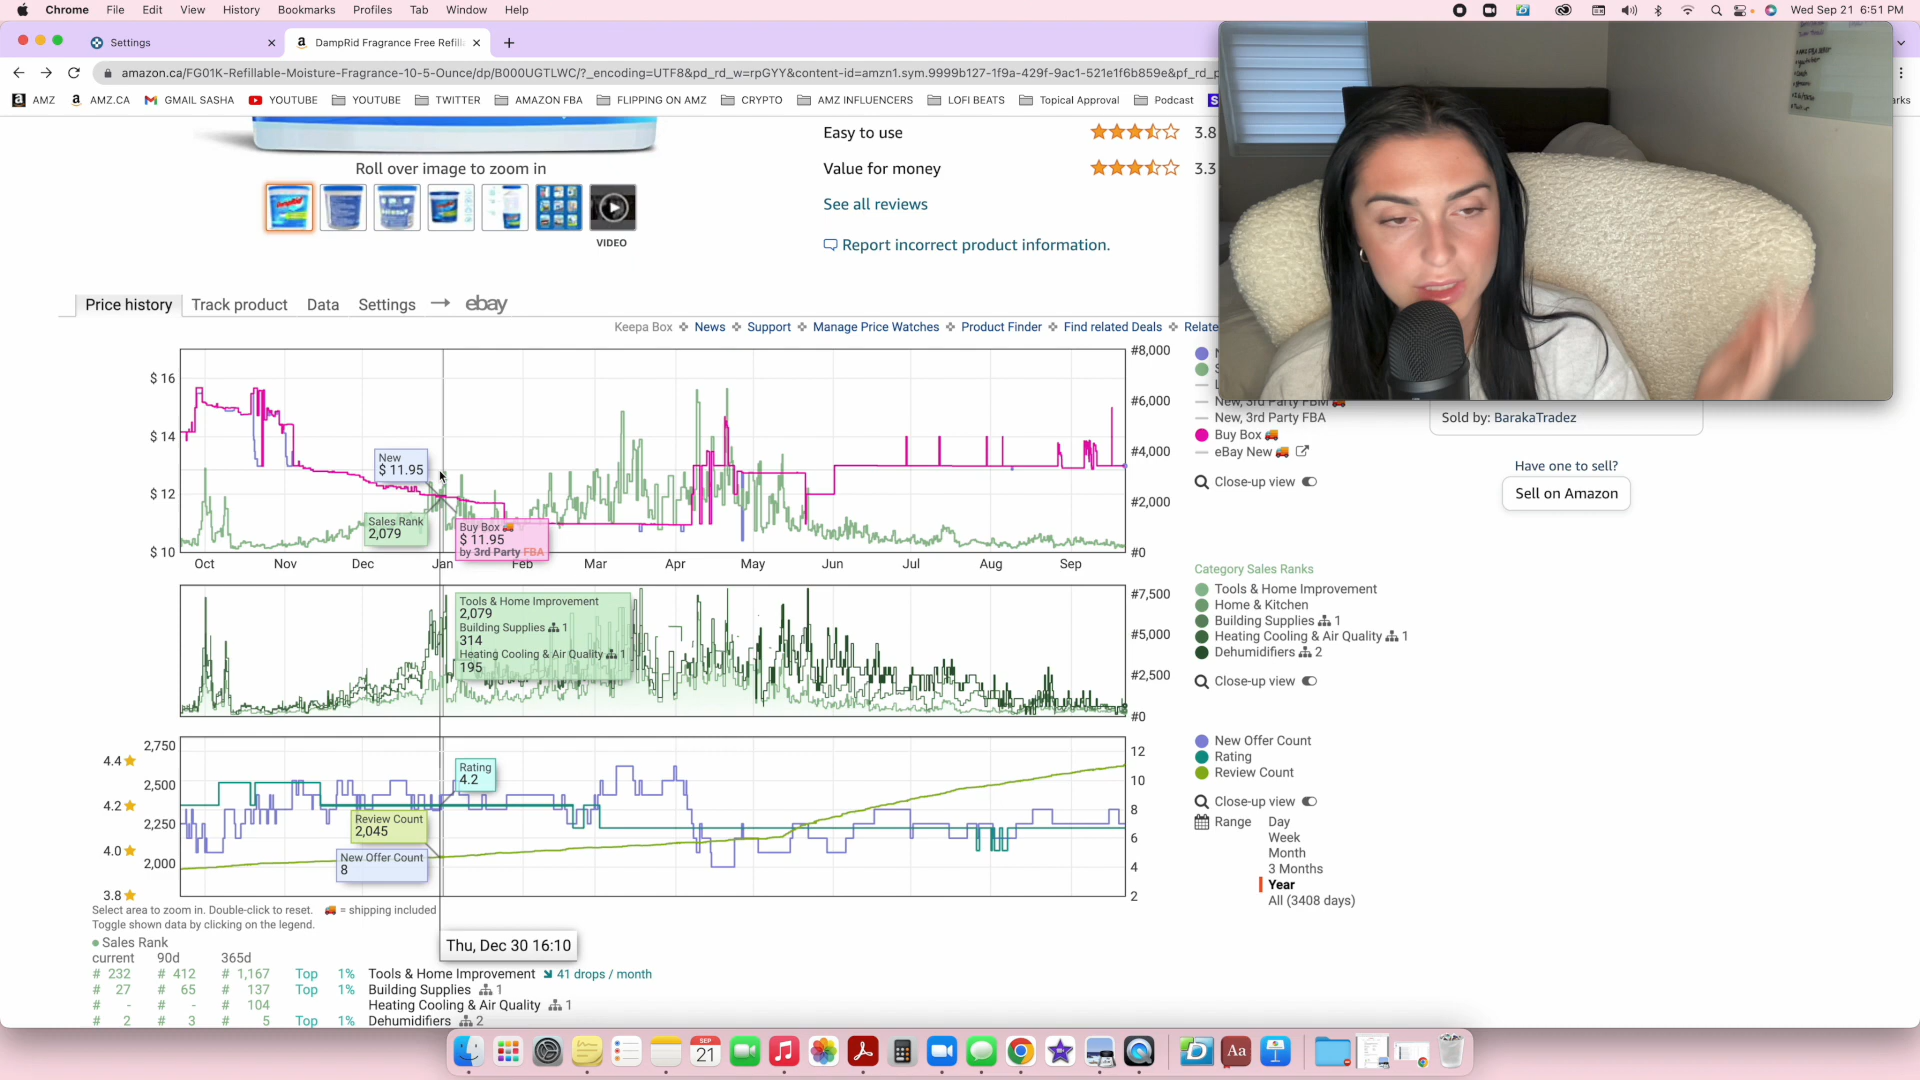 Chrome File Edit View History Bookmarks Profiles Tab Window Help Wed Sep 21 6:51 PM
Settings DampRid Fragrance Free Refill
amazon.ca/FG01K-Refillable-Moisture-Fragrance-10-5-Ounce/dp/B000UGTLWC/?_encoding=UTF8&pd_rd_w=rpGYY&content-id=amzn1.sym.9999b127-1f9a-429f-9ac1-521e1f6b859e&pf_rd_p
AMZ AMZ.CA GMAIL SASHA YOUTUBE YOUTUBE TWITTER AMAZON FBA FLIPPING ON AMZ CRYPTO AMZ INFLUENCERS LOFI BEATS Topical Approval Podcast S arks
Easy to use 3.8
Roll over image to zoom in
Value for money 3.3
See all reviews
VIDEO
Report incorrect product information.
Price history Track product Data Settings → ebay
Keepa Box News Support Manage Price Watches Product Finder Find related Deals Relate
$ 16
$ 14
$ 12
$ 10
#8,000
#6,000
#4,000
#2,000
#0
New
$ 11.95
Sales Rank
2,079
Buy Box
$ 11.95
by 3rd Party FBA
Oct Nov Dec Jan Feb Mar Apr May Jun Jul Aug Sep
New, 3rd Party FBM
New, 3rd Party FBA
Buy Box
eBay New
Close-up view
Sold by: BarakaTradez
Have one to sell?
Sell on Amazon
Tools & Home Improvement
2,079
Building Supplies 1
314
Heating Cooling & Air Quality 1
195
#7,500
#5,000
#2,500
#0
Category Sales Ranks
Tools & Home Improvement
Home & Kitchen
Building Supplies 1
Heating Cooling & Air Quality 1
Dehumidifiers 2
Close-up view
4.4
4.2
4.0
3.8
2,750
2,500
2,250
2,000
Rating
4.2
Review Count
2,045
New Offer Count
8
12
10
8
6
4
2
New Offer Count
Rating
Review Count
Close-up view
Range Day
Week
Month
3 Months
Year
All (3408 days)
Select area to zoom in. Double-click to reset. = shipping included
Toggle shown data by clicking on the legend.
Thu, Dec 30 16:10
Sales Rank
current 90d 365d
# 232 # 412 # 1,167 Top 1% Tools & Home Improvement 41 drops / month
# 27 # 65 # 137 Top 1% Building Supplies 1
# - # - # 104 Heating Cooling & Air Quality 1
# 2 # 3 # 5 Top 1% Dehumidifiers 2
SEP
21
Aa